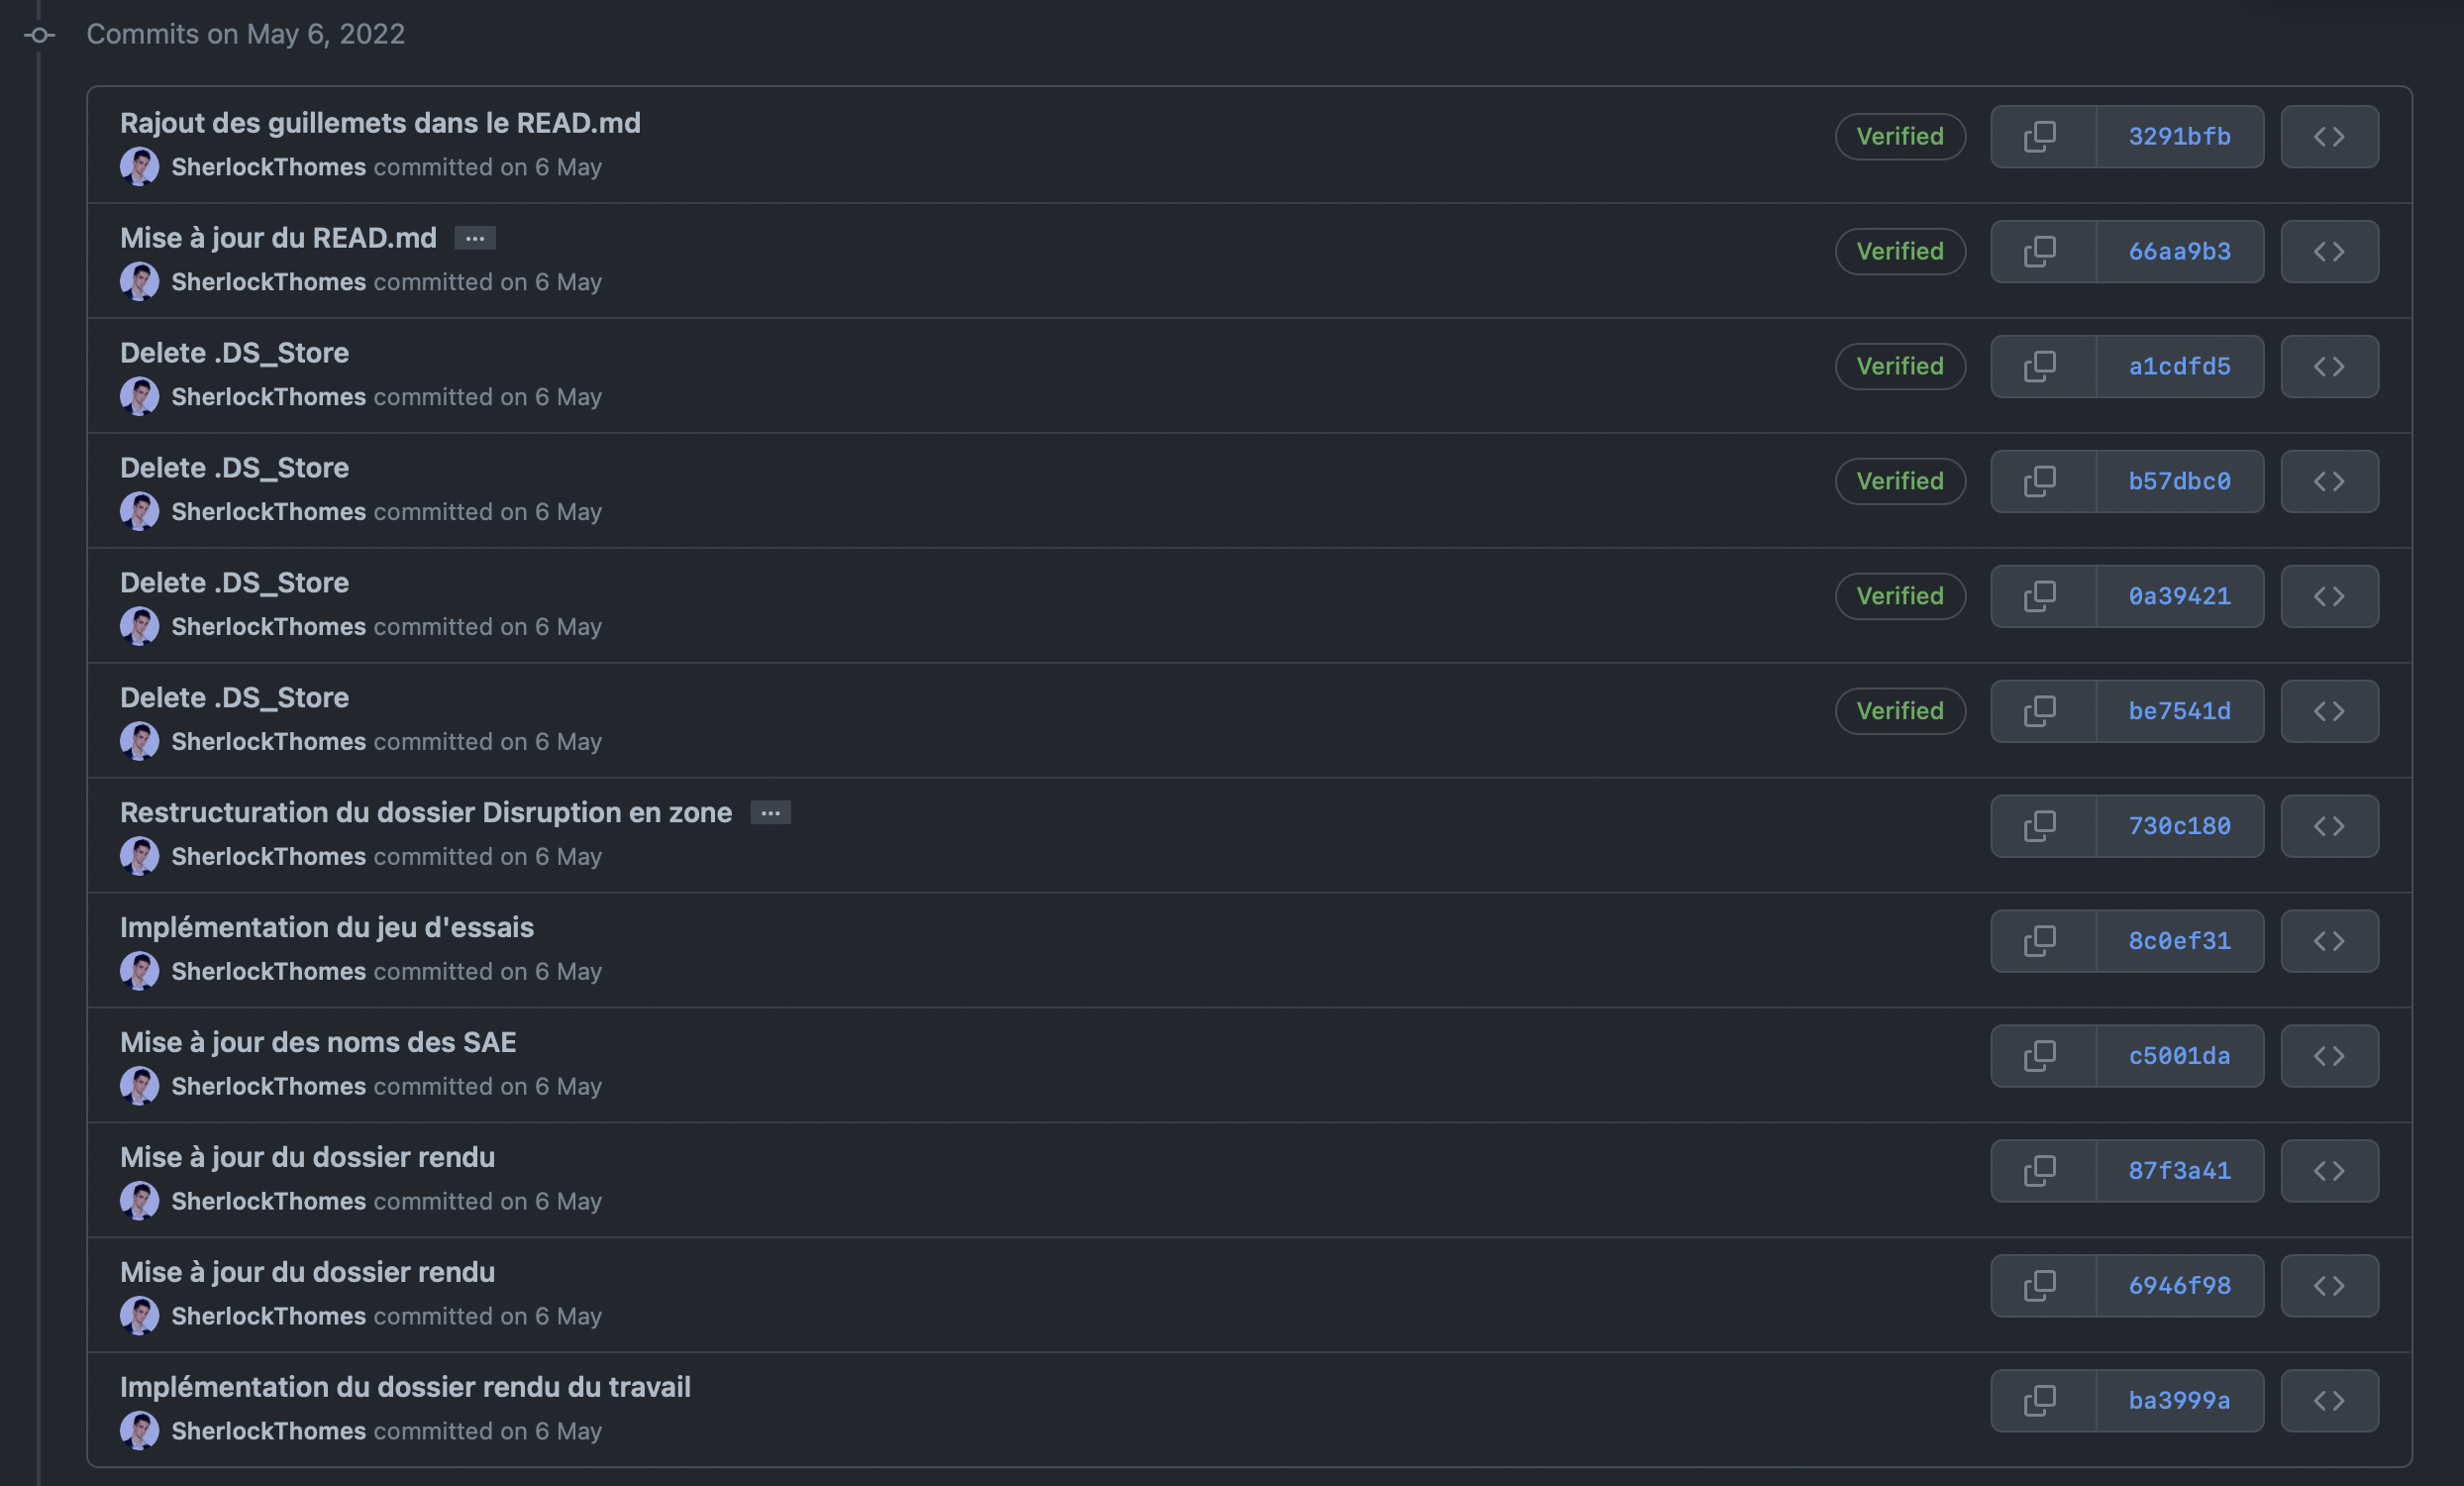 Commits on May 6, 2022
Rajout des guillemets dans le READ.md
SherlockThomes committed on 6 May
Verified
3291bfb
Mise à jour du READ.md ...
SherlockThomes committed on 6 May
Verified
66aa9b3
Delete .DS_Store
SherlockThomes committed on 6 May
Verified
a1cdfd5
Delete .DS_Store
SherlockThomes committed on 6 May
Verified
b57dbc0
Delete .DS_Store
SherlockThomes committed on 6 May
Verified
0a39421
Delete .DS_Store
SherlockThomes committed on 6 May
Verified
be7541d
Restructuration du dossier Disruption en zone ...
SherlockThomes committed on 6 May
730c180
Implémentation du jeu d'essais
SherlockThomes committed on 6 May
8c0ef31
Mise à jour des noms des SAE
SherlockThomes committed on 6 May
c5001da
Mise à jour du dossier rendu
SherlockThomes committed on 6 May
87f3a41
Mise à jour du dossier rendu
SherlockThomes committed on 6 May
6946f98
Implémentation du dossier rendu du travail
SherlockThomes committed on 6 May
ba3999a